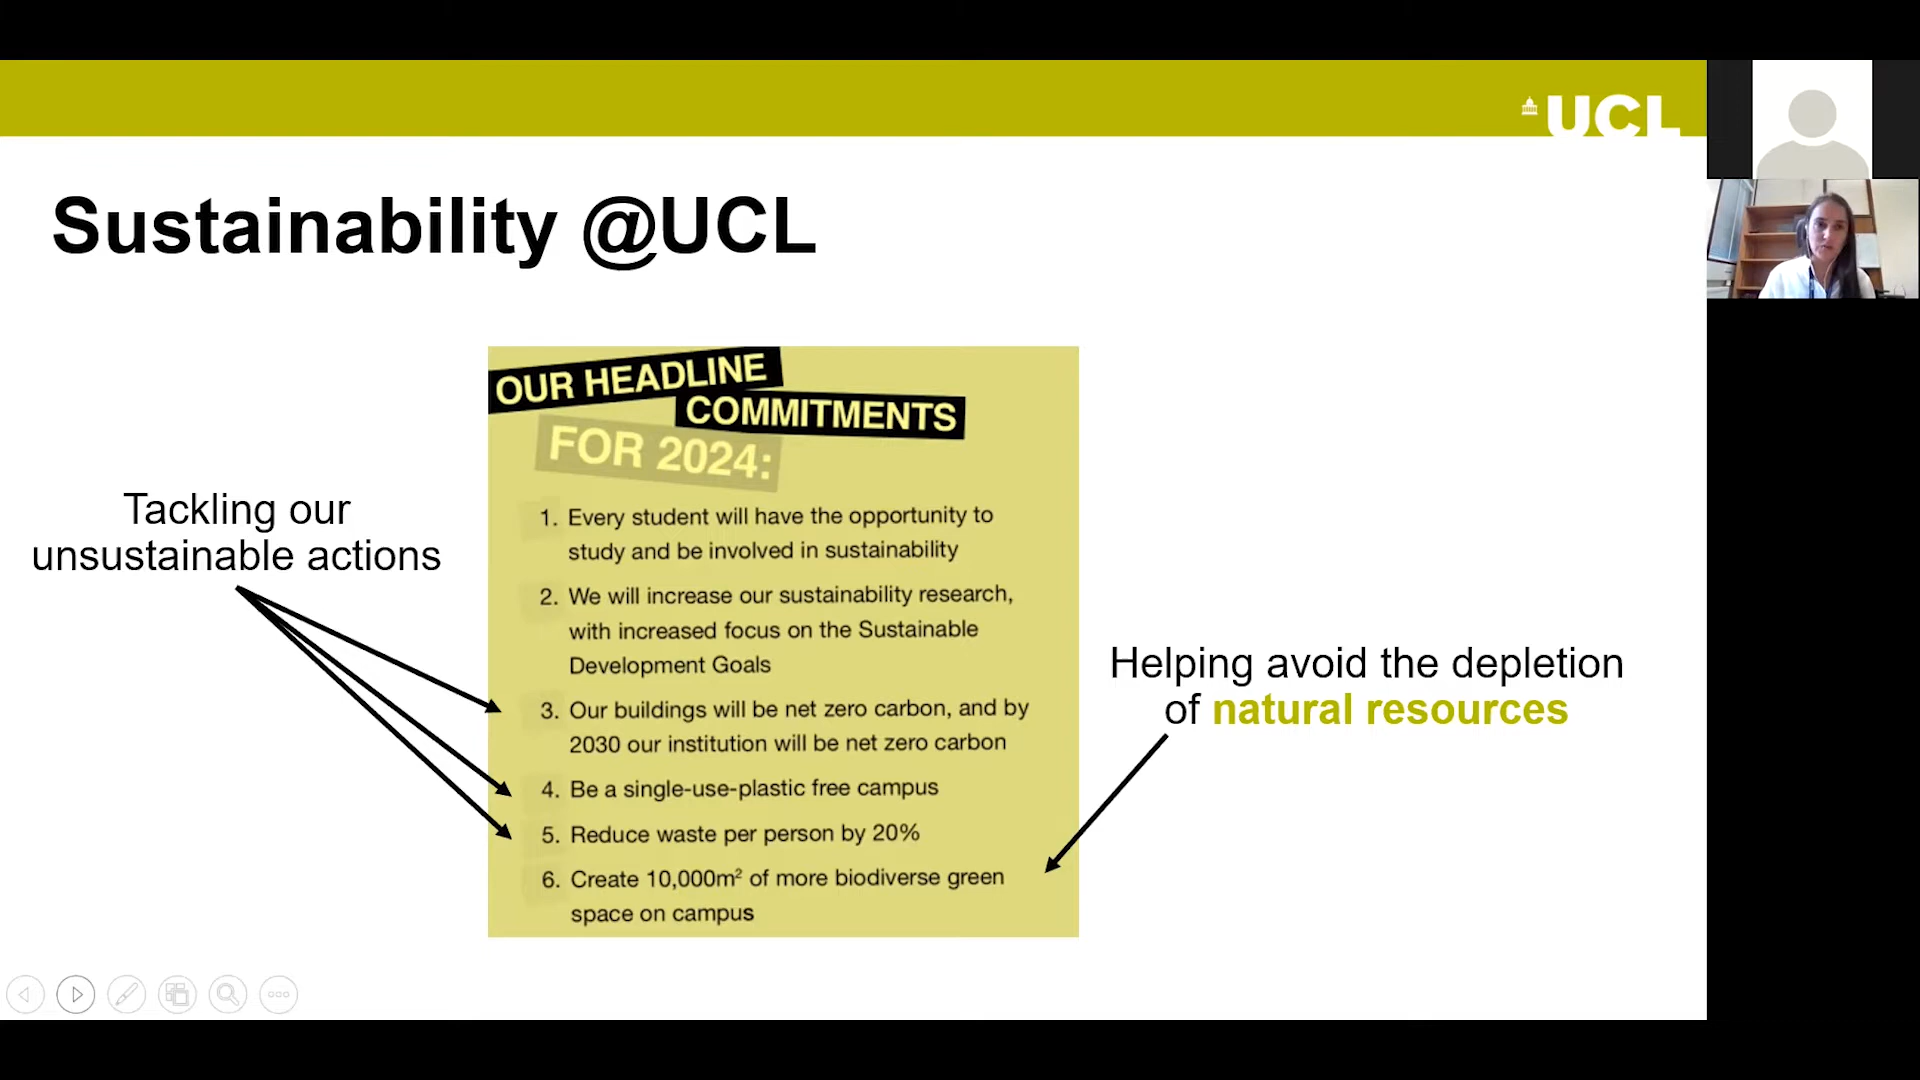 UCL
Sustainability @UCL
OUR HEADLINE
COMMITMENTS
FOR 2024:
1. Every student will have the opportunity to
study and be involved in sustainability
2. We will increase our sustainability research,
with increased focus on the Sustainable
Development Goals
3. Our buildings will be net zero carbon, and by
2030 our institution will be net zero carbon
4. Be a single-use-plastic free campus
5. Reduce waste per person by 20%
6. Create 10,000m² of more biodiverse green
space on campus
Tackling our
unsustainable actions
Helping avoid the depletion
of natural resources